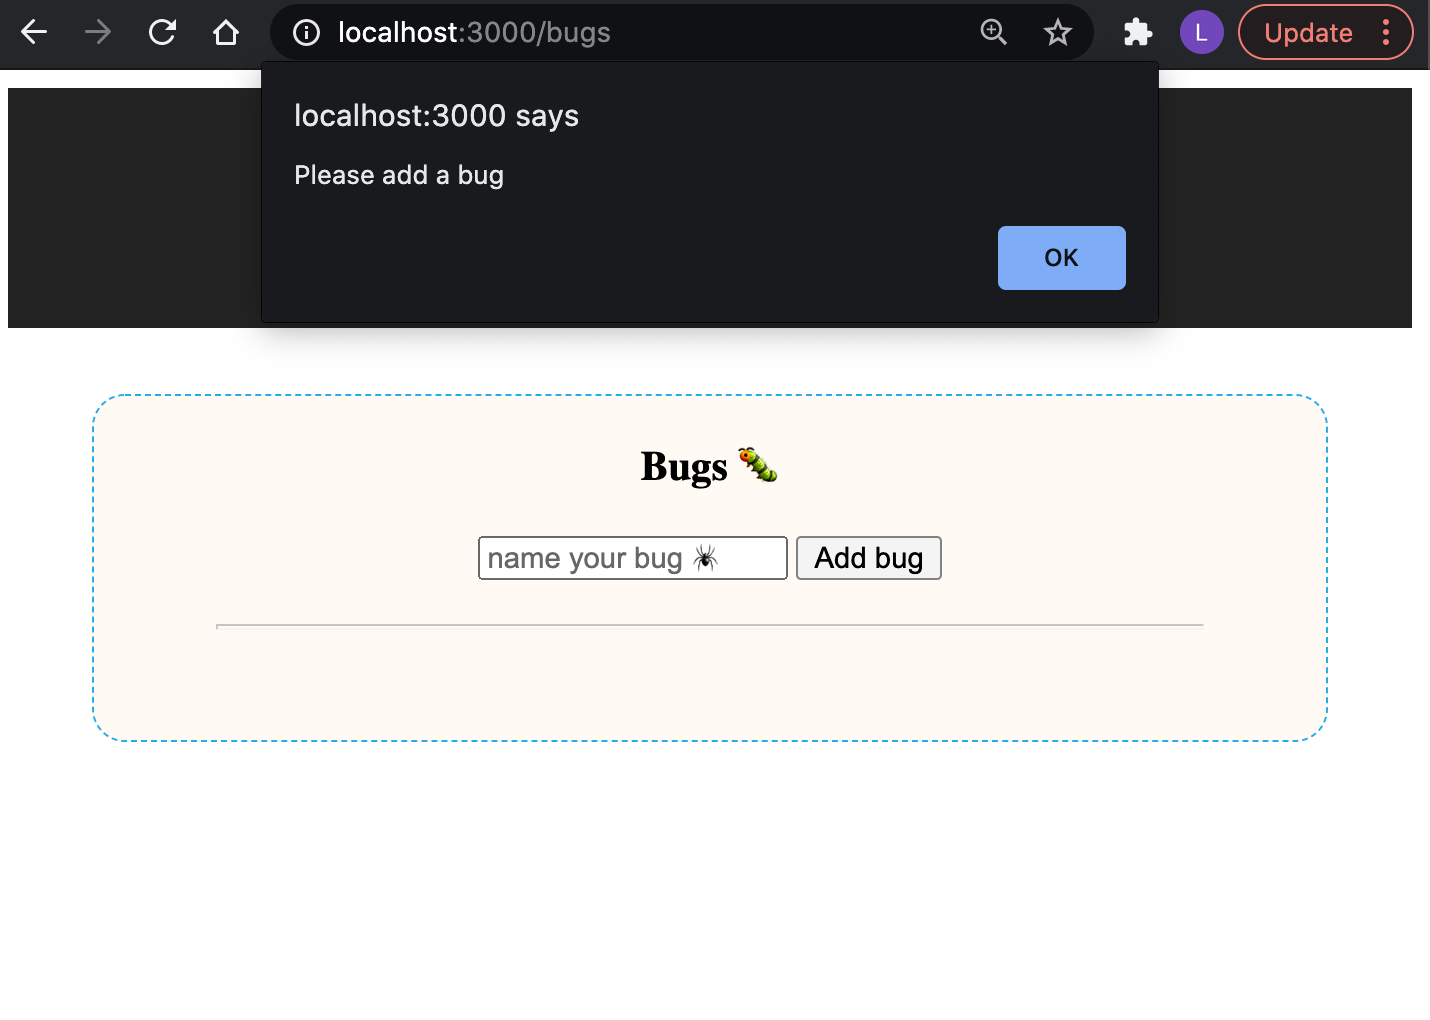 localhost:3000/bugs
L
Update
localhost:3000 says
Please add a bug
OK
Bugs 🐛
name your bug 🕷
Add bug